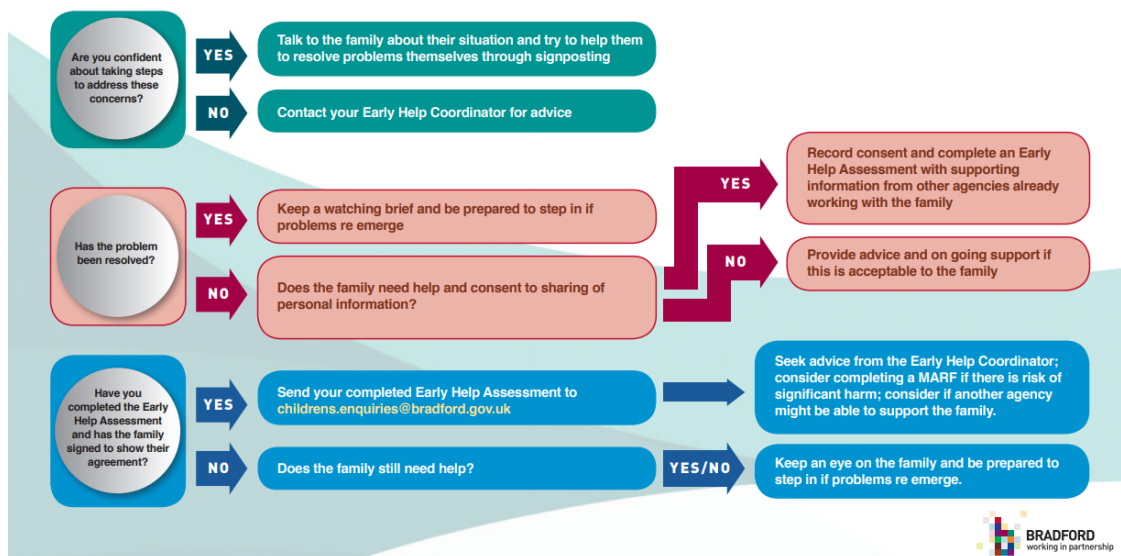 Are you confident
about taking steps
to address these
concerns?
YES
Talk to the family about their situation and try to help them
to resolve problems themselves through signposting
NO
Contact your Early Help Coordinator for advice
Has the problem
been resolved?
YES
Keep a watching brief and be prepared to step in if
problems re emerge
NO
Does the family need help and consent to sharing of
personal information?
YES
Record consent and complete an Early
Help Assessment with supporting
information from other agencies already
working with the family
NO
Provide advice and on going support if
this is acceptable to the family
Have you
completed the Early
Help Assessment
and has the family
signed to show their
agreement?
YES
Send your completed Early Help Assessment to
childrens.enquiries@bradford.gov.uk
Seek advice from the Early Help Coordinator;
consider completing a MARF if there is risk of
significant harm; consider if another agency
might be able to support the family.
NO
Does the family still need help?
YES/NO
Keep an eye on the family and be prepared to
step in if problems re emerge.
BRADFORD
working in partnership